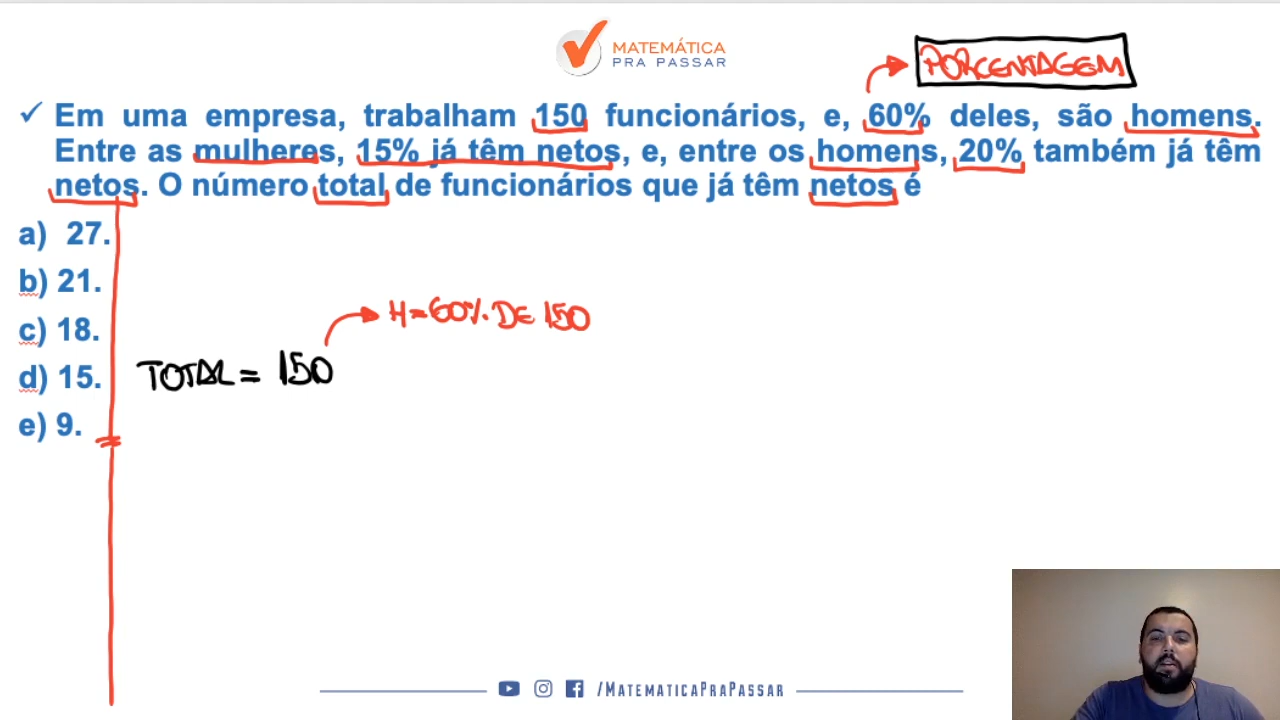 MATEMÁTICA
PRA PASSAR
PORCENTAGEM
✓ Em uma empresa, trabalham 150 funcionários, e, 60% deles, são homens.
Entre as mulheres, 15% já têm netos, e, entre os homens, 20% também já têm
netos. O número total de funcionários que já têm netos é
a) 27.
b) 21.
c) 18.
d) 15.
e) 9.
H = 60% DE 150
TOTAL = 150
/MATEMATICAPRAPASSAR